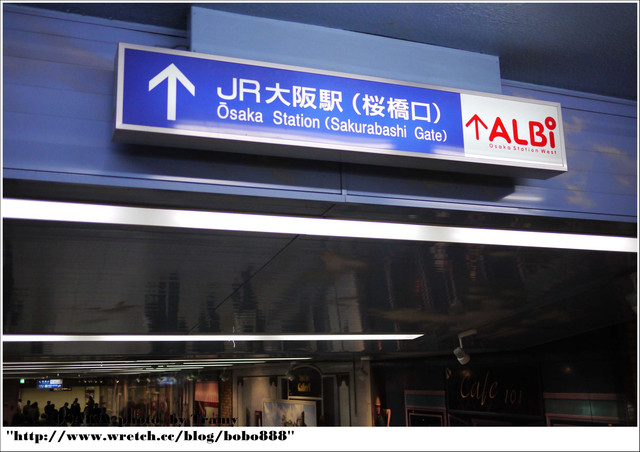 ↑ JR大阪駅（桜橋口）
Ōsaka Station (Sakurabashi Gate)
↑ALBi
Osaka Station West
Cafe 101
"http://www.wretch.cc/blog/bobo888"